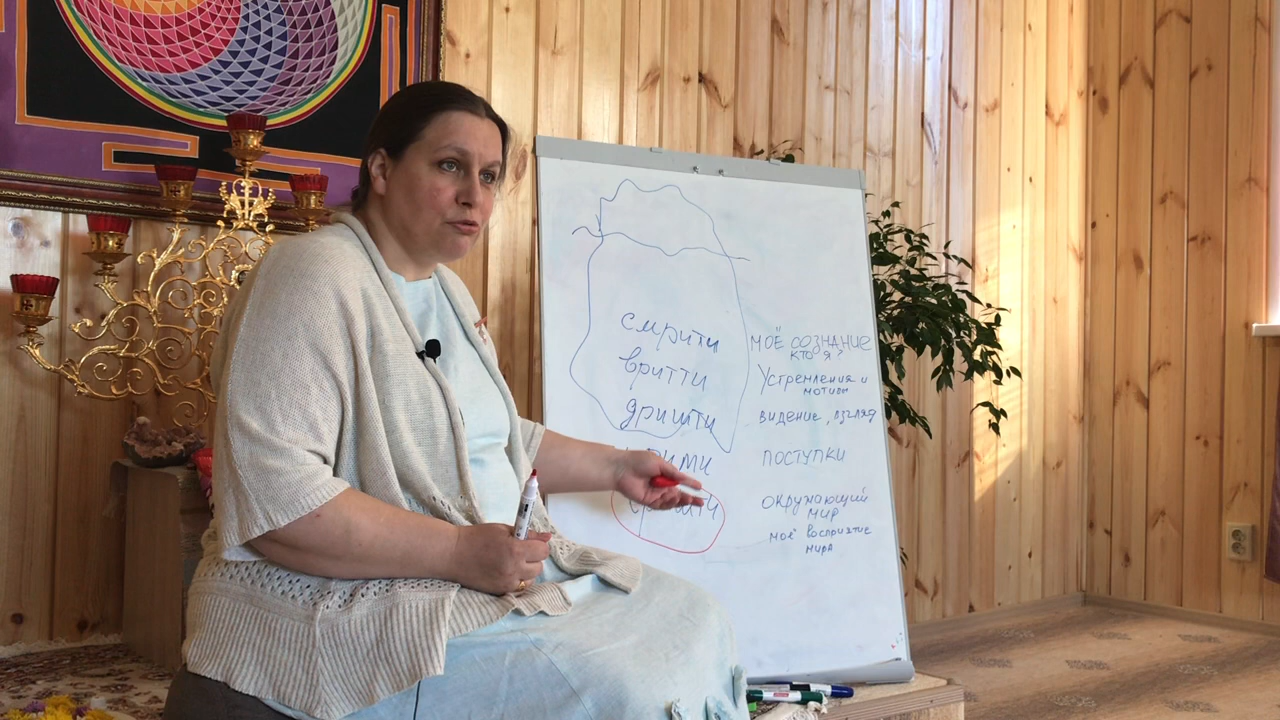 смрити МОЁ СОЗНАНИЕ
КТО Я?
вритти Устремления и
мотивы
дришти видение, взгляд
поступки
окружающий
мир
моё восприятие
мира